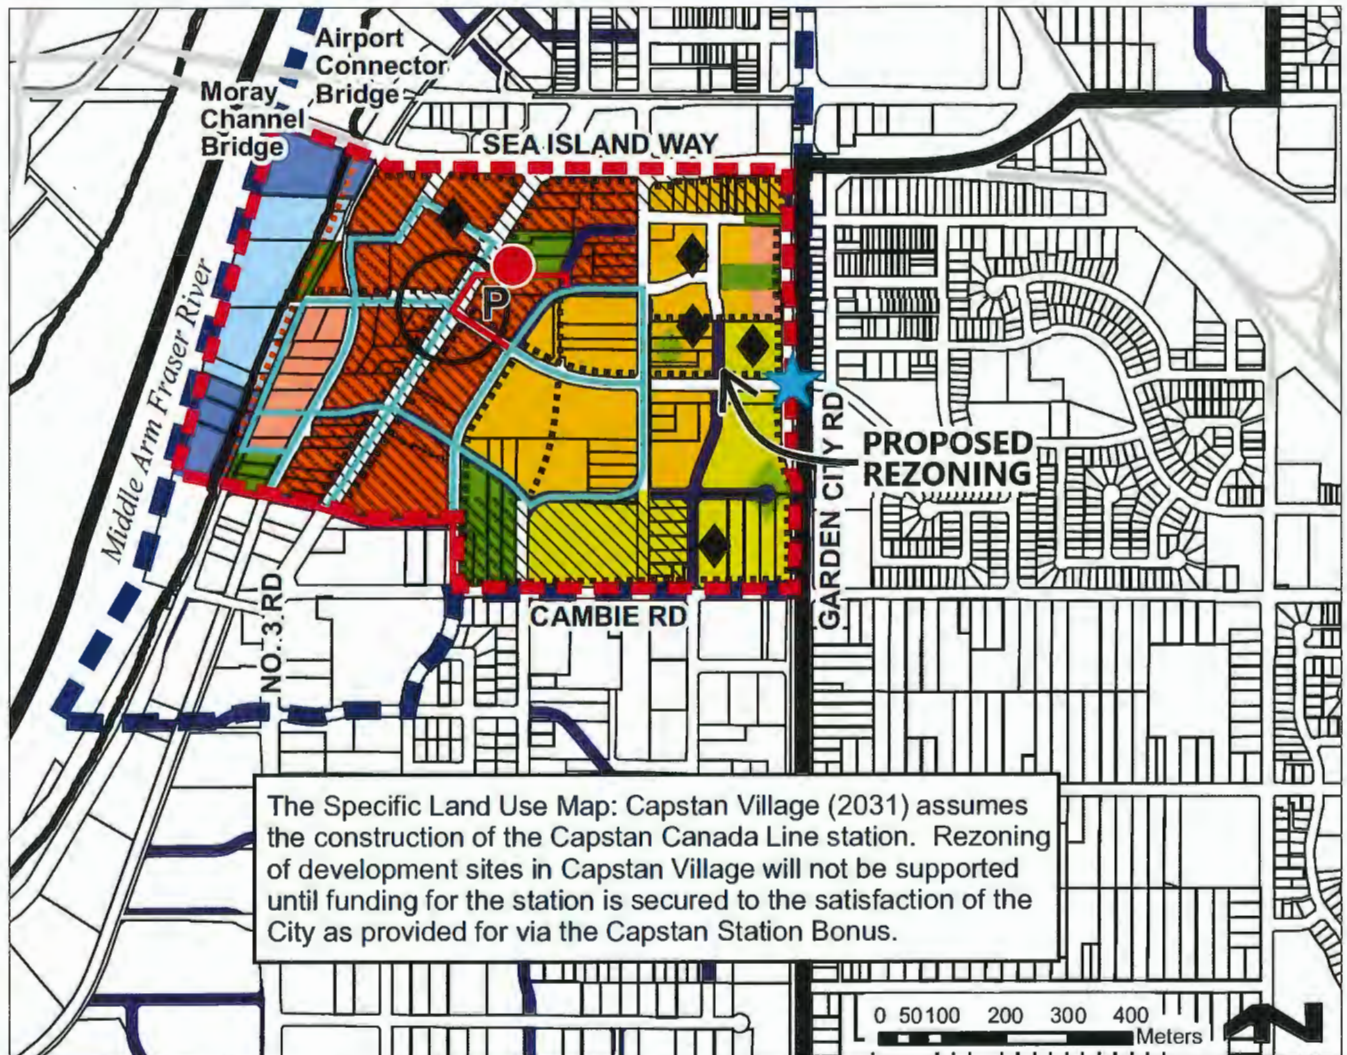 Airport
Connector
Bridge
Moray
Channel
Bridge
SEA ISLAND WAY
Middle Arm Fraser River
P
PROPOSED
REZONING
GARDEN CITY RD
NO. 3 RD
CAMBIE RD
The Specific Land Use Map: Capstan Village (2031) assumes
the construction of the Capstan Canada Line station. Rezoning
of development sites in Capstan Village will not be supported
until funding for the station is secured to the satisfaction of the
City as provided for via the Capstan Station Bonus.
0 50 100 200 300 400
Meters
N